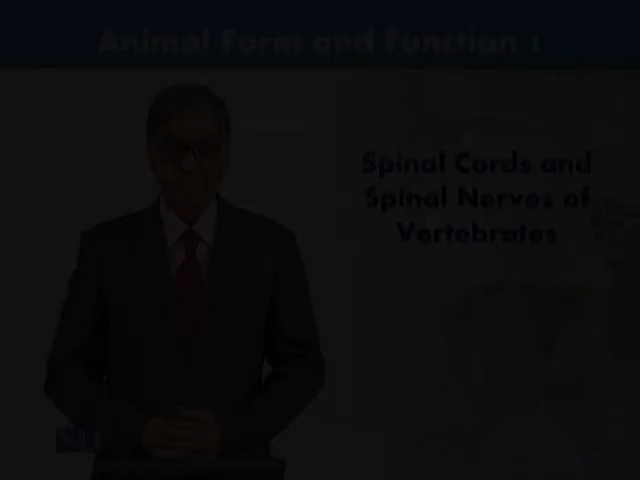 Animal Form and Function 1
Spinal Cords and
Spinal Nerves of
Vertebrates